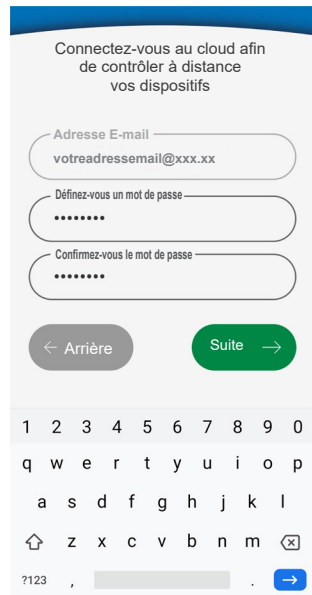 Connectez-vous au cloud afin
de contrôler à distance
vos dispositifs
Adresse E-mail
votreadressemail@xxx.xx
Définez-vous un mot de passe
••••••••
Confirmez-vous le mot de passe
••••••••
← Arrière
Suite →
1 2 3 4 5 6 7 8 9 0
q w e r t y u i o p
a s d f g h j k l
z x c v b n m
?123 , .